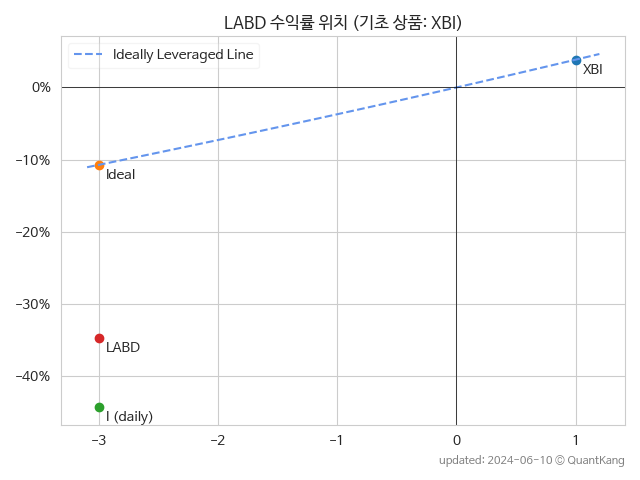 LABD 수익률 위치 (기초 상품: XBI)
Ideally Leveraged Line
XBI
0%
-10%
Ideal
-20%
-30%
LABD
-40%
I (daily)
-3
-2
-1
0
1
updated: 2024-06-10 © QuantKang